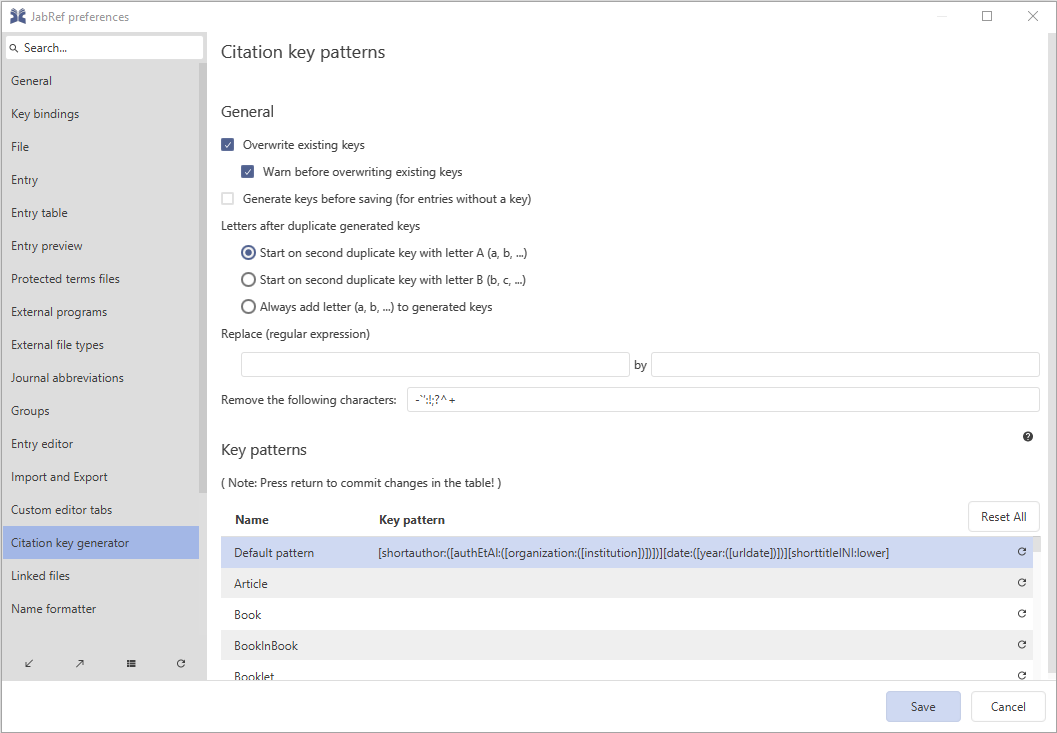 JabRef preferences
Search...
General
Key bindings
File
Entry
Entry table
Entry preview
Protected terms files
External programs
External file types
Journal abbreviations
Groups
Entry editor
Import and Export
Custom editor tabs
Citation key generator
Linked files
Name formatter
Citation key patterns
General
Overwrite existing keys
Warn before overwriting existing keys
Generate keys before saving (for entries without a key)
Letters after duplicate generated keys
Start on second duplicate key with letter A (a, b, ...)
Start on second duplicate key with letter B (b, c, ...)
Always add letter (a, b, ...) to generated keys
Replace (regular expression)
by
Remove the following characters: -`':!;?^+
Key patterns
( Note: Press return to commit changes in the table! )
Reset All
Name Key pattern
Default pattern [shortauthor:([authEtAl:([organization:([institution])])])][date:([year:([urldate])])][shorttitleINI:lower]
Article
Book
BookInBook
Booklet
Save Cancel